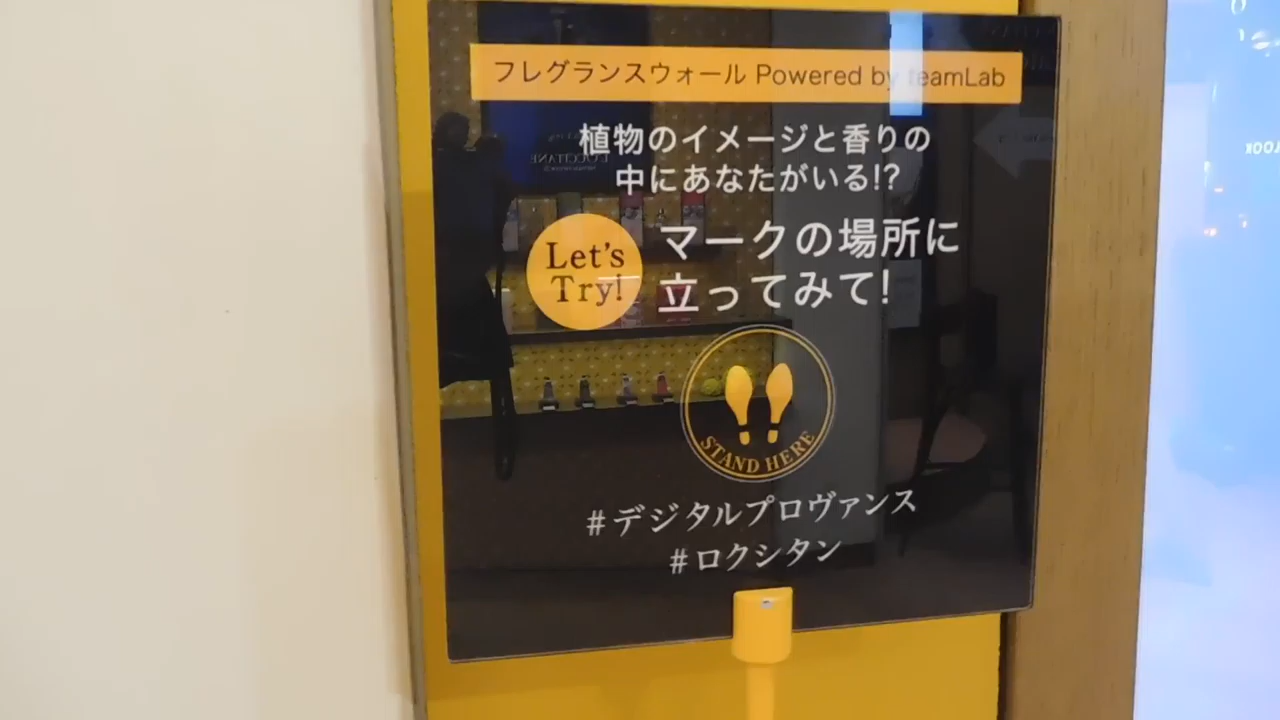 フレグランスウォール Powered by teamLab
植物のイメージと香りの
中にあなたがいる!?
Let's
Try!
マークの場所に
立ってみて!
STAND HERE
#デジタルプロヴァンス
#ロクシタン